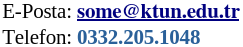 E-Posta: some@ktun.edu.tr
Telefon: 0332.205.1048